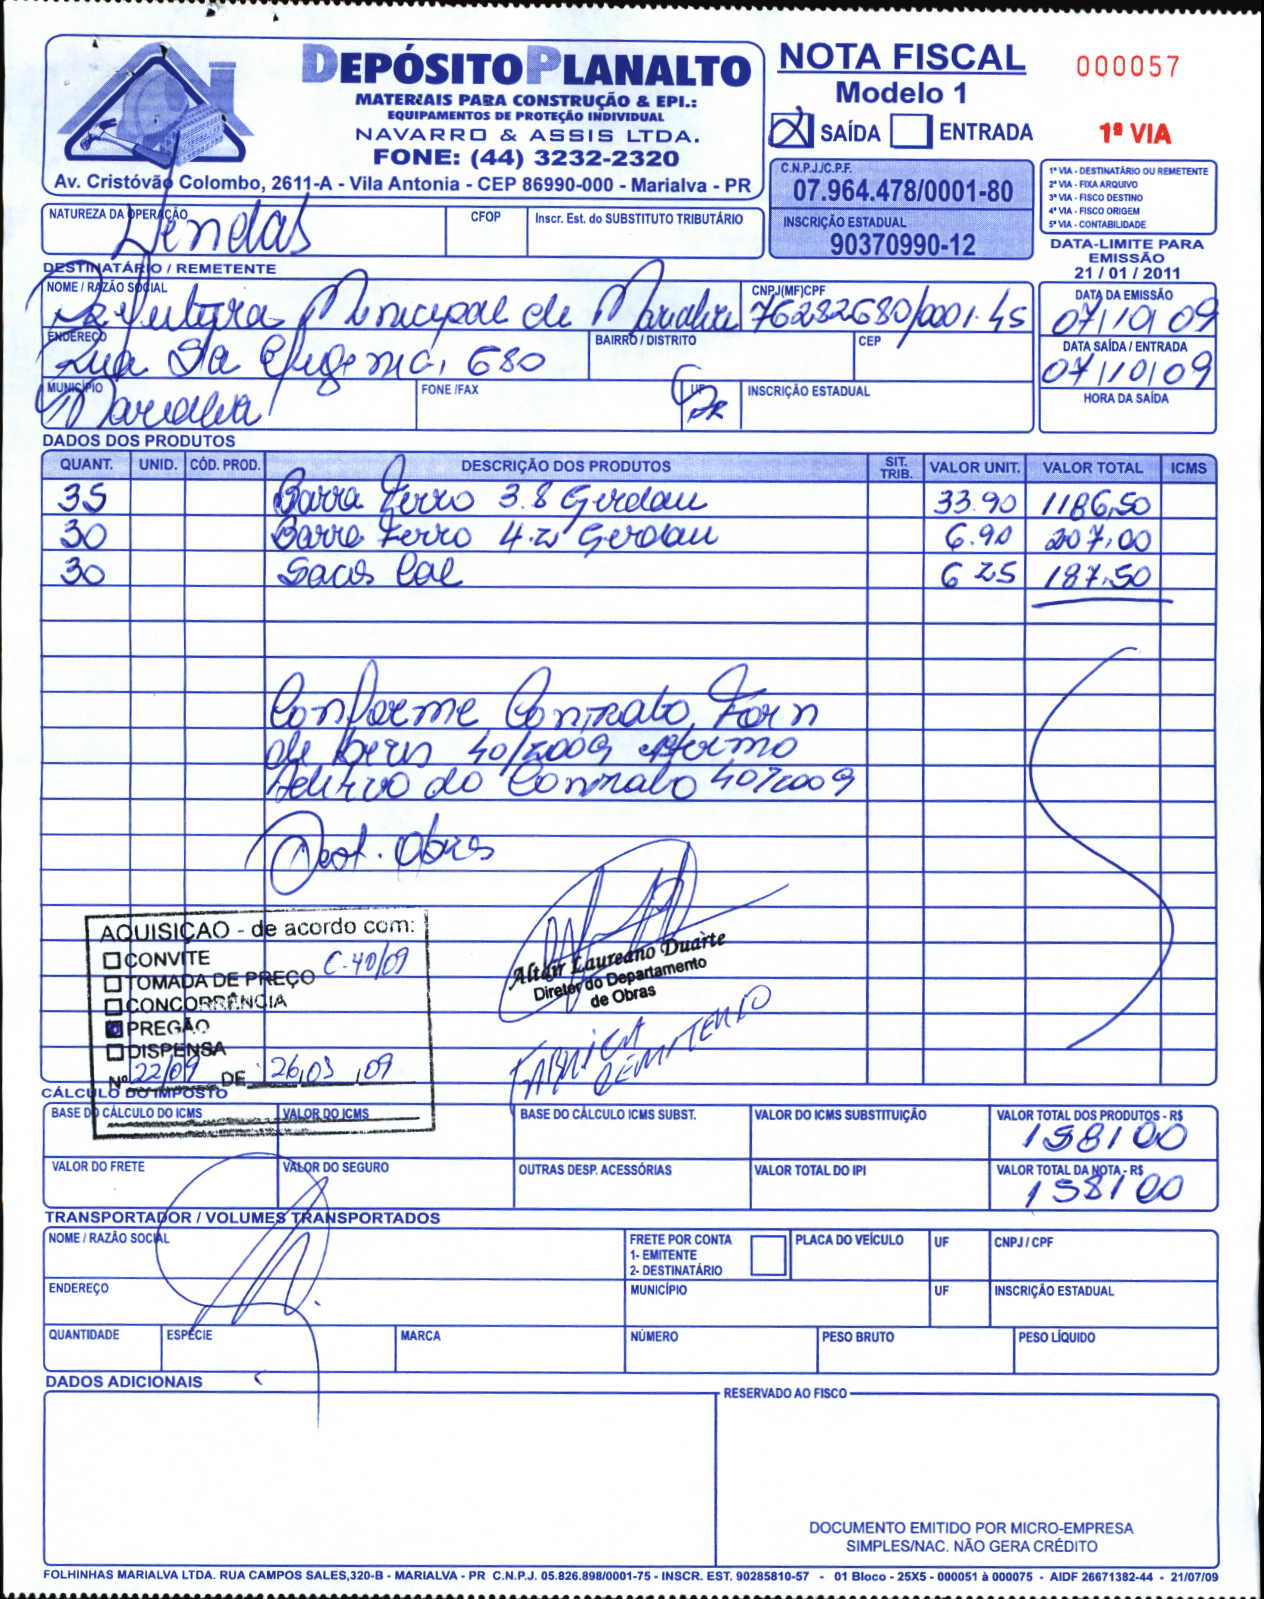 DEPÓSITO PLANALTO
MATERIAIS PARA CONSTRUÇÃO & EPI.:
EQUIPAMENTOS DE PROTEÇÃO INDIVIDUAL
NAVARRO & ASSIS LTDA.
FONE: (44) 3232-2320
Av. Cristóvão Colombo, 2611-A - Vila Antonia - CEP 86990-000 - Marialva - PR
NOTA FISCAL
Modelo 1
000057
X SAÍDA ENTRADA
1ª VIA
C.N.P.J./C.P.F.
07.964.478/0001-80
INSCRIÇÃO ESTADUAL
90370990-12
1ª VIA - DESTINATÁRIO OU REMETENTE
2ª VIA - FIXA ARQUIVO
3ª VIA - FISCO DESTINO
4ª VIA - FISCO ORIGEM
5ª VIA - CONTABILIDADE
DATA-LIMITE PARA
EMISSÃO
21 / 01 / 2011
NATUREZA DA OPERAÇÃO
Vendas
CFOP
Inscr. Est. do SUBSTITUTO TRIBUTÁRIO
DESTINATÁRIO / REMETENTE
NOME / RAZÃO SOCIAL
Prefeitura Municipal de Marialva
CNPJ(MF)CPF
76282680/0001-45
DATA DA EMISSÃO
07/10/09
ENDEREÇO
Rua Sta Efigenia, 680
BAIRRO / DISTRITO
CEP
DATA SAÍDA / ENTRADA
07/10/09
MUNICÍPIO
Marialva
FONE /FAX
UF
PR
INSCRIÇÃO ESTADUAL
HORA DA SAÍDA
DADOS DOS PRODUTOS
QUANT. UNID. CÓD. PROD. DESCRIÇÃO DOS PRODUTOS SIT. TRIB. VALOR UNIT. VALOR TOTAL ICMS
35 Barra Ferro 3.8 Gerdau 33.90 1186,50
30 Barra Ferro 4.2 Gerdau 6.90 207,00
30 Sacos Cal 6 25 187,50
Conforme Contrato Forn
de bens 40/2009 termo
Aditivo do Contrato 40/2009
Dest. Obras
AQUISIÇÃO - de acordo com:
CONVITE
C-40/09
TOMADA DE PREÇO
CONCORRÊNCIA
PREGÃO
DISPENSA
Nº 22/09 DE 26/03/09
Altair Laureano Duarte
Diretor do Departamento
de Obras
FABRICA
CEMITERIO
CÁLCULO DO IMPOSTO
BASE DO CÁLCULO DO ICMS
VALOR DO ICMS
BASE DO CÁLCULO ICMS SUBST.
VALOR DO ICMS SUBSTITUIÇÃO
VALOR TOTAL DOS PRODUTOS - R$
158100
VALOR DO FRETE
VALOR DO SEGURO
OUTRAS DESP. ACESSÓRIAS
VALOR TOTAL DO IPI
VALOR TOTAL DA NOTA - R$
158100
TRANSPORTADOR / VOLUMES TRANSPORTADOS
NOME / RAZÃO SOCIAL
FRETE POR CONTA
1- EMITENTE
2- DESTINATÁRIO
PLACA DO VEÍCULO
UF
CNPJ / CPF
ENDEREÇO
MUNICÍPIO
UF
INSCRIÇÃO ESTADUAL
QUANTIDADE
ESPÉCIE
MARCA
NÚMERO
PESO BRUTO
PESO LÍQUIDO
DADOS ADICIONAIS
RESERVADO AO FISCO
DOCUMENTO EMITIDO POR MICRO-EMPRESA
SIMPLES/NAC. NÃO GERA CRÉDITO
FOLHINHAS MARIALVA LTDA. RUA CAMPOS SALES,320-B - MARIALVA - PR C.N.P.J. 05.826.898/0001-75 - INSCR. EST. 90285810-57 - 01 Bloco - 25X5 - 000051 à 000075 - AIDF 26671382-44 - 21/07/09